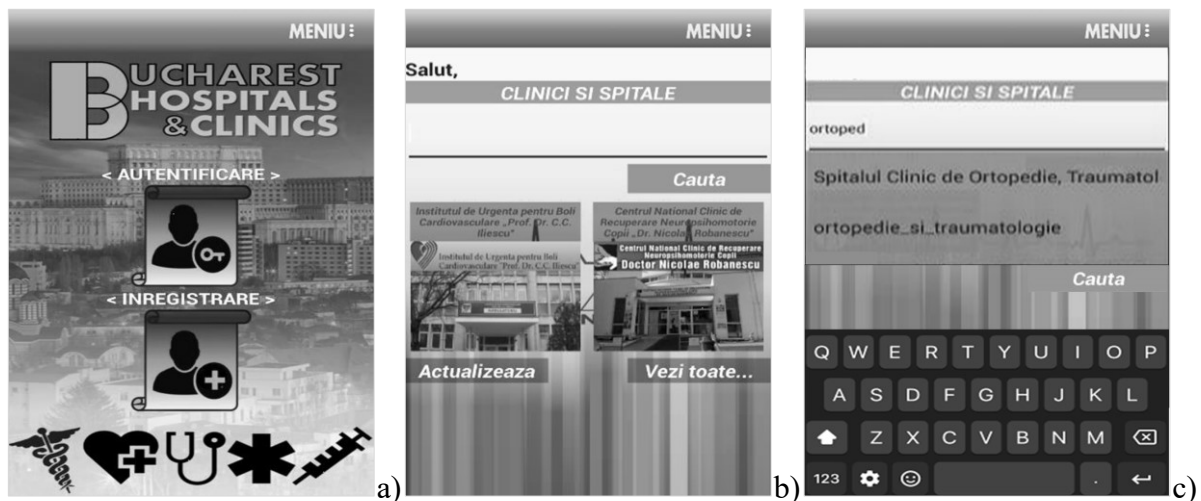 MENIU
BUCHAREST
HOSPITALS
& CLINICS
< AUTENTIFICARE >
< INREGISTRARE >
a)
MENIU
Salut,
CLINICI SI SPITALE
Cauta
Institutul de Urgenta pentru Boli
Cardiovasculare „Prof. Dr. C.C.
Iliescu"
Institutul de Urgenta pentru Boli
Cardiovasculare "Prof. Dr. C.C. Iliescu"
Centrul National Clinic de
Recuperare Neuropsihomotorie
Copii „Dr. Nicolae Robanescu"
Centrul National Clinic de Recuperare
Neuropsihomotorie Copii
Doctor Nicolae Robanescu
Actualizeaza
Vezi toate...
b)
MENIU
CLINICI SI SPITALE
ortoped
Spitalul Clinic de Ortopedie, Traumatol
ortopedie_si_traumatologie
Cauta
Q W E R T Y U I O P
A S D F G H J K L
Z X C V B N M
123 .
c)